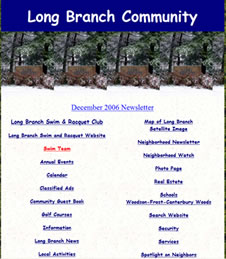 Long Branch Community
December 2006 Newsletter
Long Branch Swim & Racquet Club
Long Branch Swim and Racquet Website
Swim Team
Annual Events
Calendar
Classified Ads
Community Guest Book
Golf Courses
Information
Long Branch News
Local Activities
Map of Long Branch
Satellite Image
Neighborhood Newsletter
Neighborhood Watch
Photo Page
Real Estate
Schools
Woodson-Frost-Canterbury Woods
Search Website
Security
Services
Spotlight on Neighbors